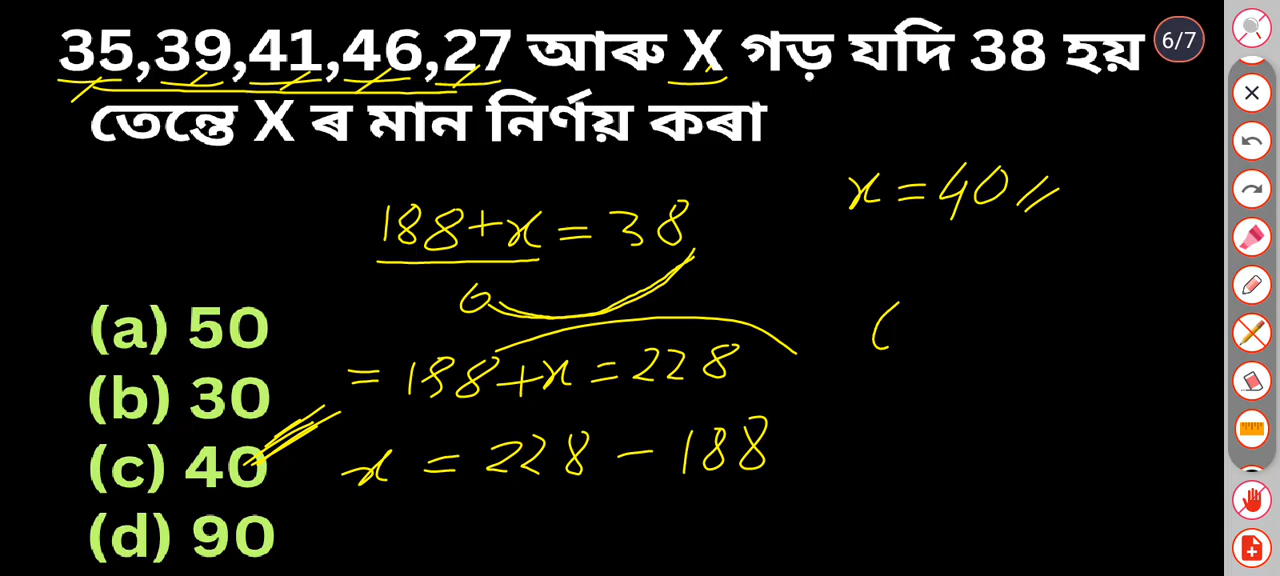 35,39,41,46,27 আৰু X গড় যদি 38 হয়
6/7
তেন্তে X ৰ মান নিৰ্ণয় কৰা
x = 40 //
188+x = 38
6
(
(a) 50
= 188+x = 228
(b) 30
(c) 40
x = 228 - 188
(d) 90